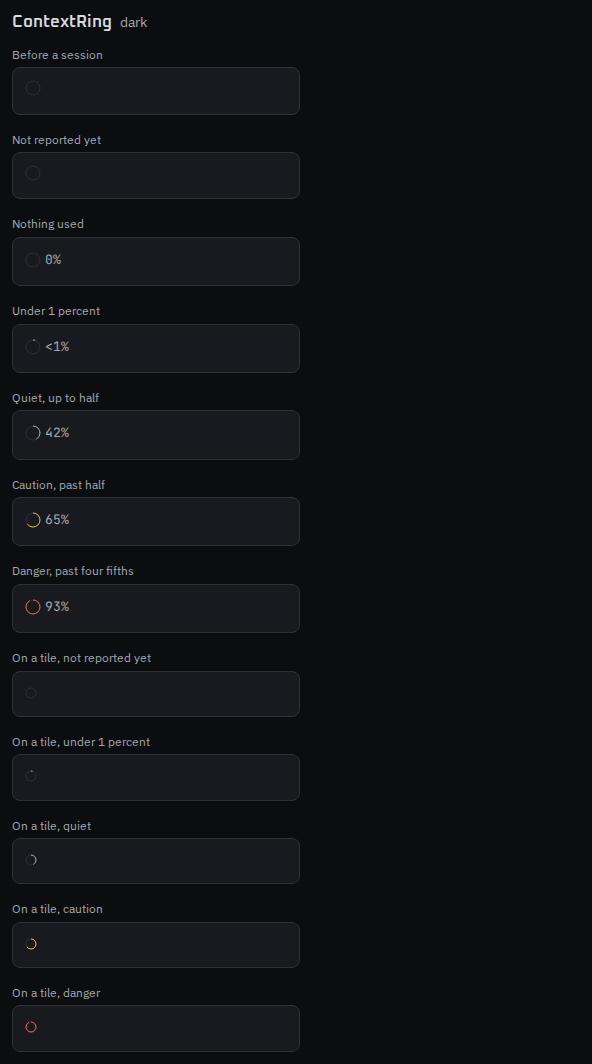 ContextRing dark
Before a session
Not reported yet
Nothing used
0%
Under 1 percent
<1%
Quiet, up to half
42%
Caution, past half
65%
Danger, past four fifths
93%
On a tile, not reported yet
On a tile, under 1 percent
On a tile, quiet
On a tile, caution
On a tile, danger